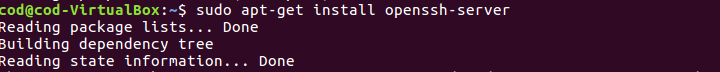 cod@cod-VirtualBox:~$ sudo apt-get install openssh-server
Reading package lists... Done
Building dependency tree
Reading state information... Done